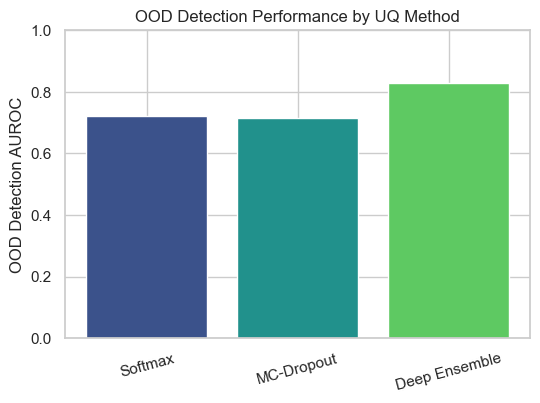 OOD Detection Performance by UQ Method
OOD Detection AUROC
1.0
0.8
0.6
0.4
0.2
0.0
Softmax
MC-Dropout
Deep Ensemble